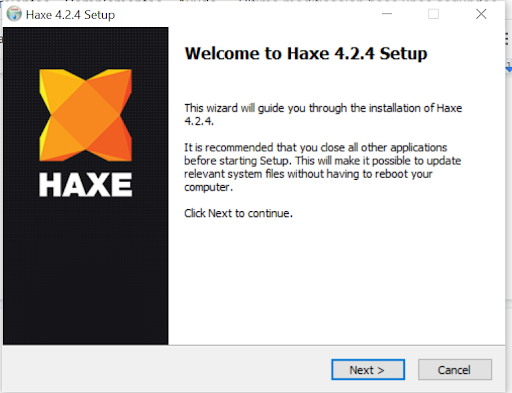 Haxe 4.2.4 Setup
Welcome to Haxe 4.2.4 Setup
This wizard will guide you through the installation of Haxe
4.2.4.
It is recommended that you close all other applications
before starting Setup. This will make it possible to update
relevant system files without having to reboot your
computer.
Click Next to continue.
HAXE
Next >
Cancel